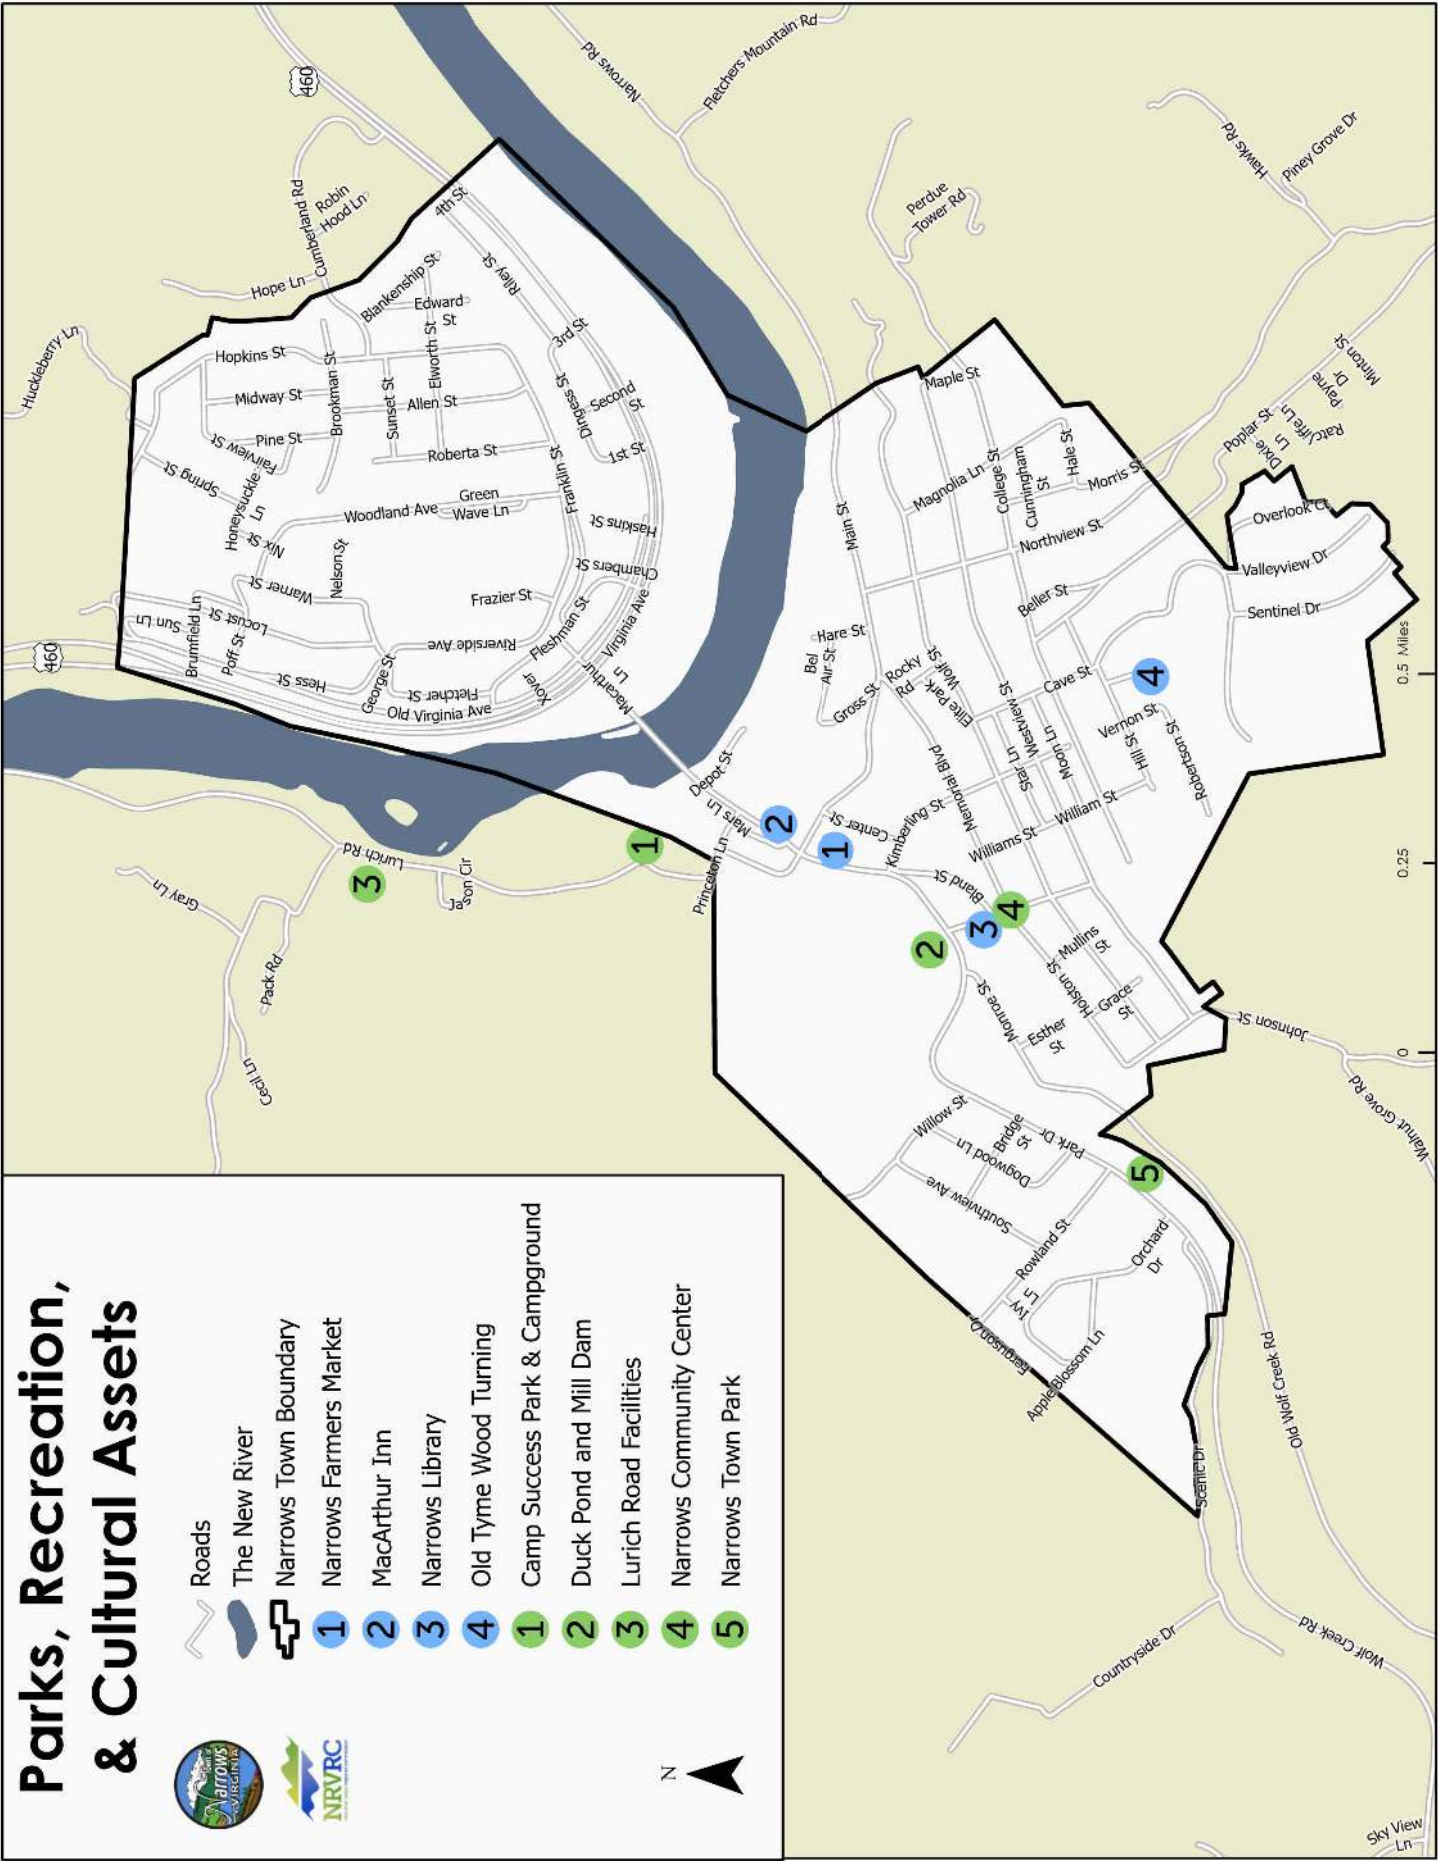 Parks, Recreation,
& Cultural Assets
Roads
The New River
Narrows Town Boundary
1 Narrows Farmers Market
2 MacArthur Inn
3 Narrows Library
4 Old Tyme Wood Turning
1 Camp Success Park & Campground
2 Duck Pond and Mill Dam
3 Lurich Road Facilities
4 Narrows Community Center
5 Narrows Town Park
Town of
Narrows
VIRGINIA
NRVRC
N
460
460
Huckleberry Ln
Hope Ln
Cumberland Rd
Robin
Hood Ln
4th St
Riley St
Blankenship St
Edward
St
Elworth St
Hopkins St
Midway St
Brookman St
Sunset St
Allen St
3rd St
Dingess St
Second
St
1st St
Pine St
Fairview St
Spring St
Honeysuckle
Ln
Nix St
Roberta St
Franklin St
Woodland Ave
Green
Wave Ln
Haskins St
Chambers St
Warner St
Nelson St
Frazier St
Fleshman St
Virginia Ave
Sun Ln
Brumfield Ln
Locust St
Poff St
Riverside Ave
Hess St
George St
Fletcher St
Old Virginia Ave
Xover
Macarthur
Ln
Narrows Rd
Fletchers Mountain Rd
Perdue
Tower Rd
Hawks Rd
Piney Grove Dr
Maple St
Main St
Magnolia Ln
College St
Cunningham
St
Hale St
Morris St
Northview St
Poplar St
Dixie
Ln
Ratcliffe Ln
Payne
Dr
Minton St
Overlook Ct
Valleyview Dr
Sentinel Dr
Beller St
Hare St
Bel
Air St
Gross St
Rocky
Rd
Wolf St
Elite Park
Westview St
Star Ln
Moon Ln
Cave St
Vernon St
Hill St
Robertson St
Depot St
Mars Ln
Princeton Ln
Center St
Kimberling St
Memorial Blvd
Williams St
William St
Bland St
Lurich Rd
Jason Cir
Gray Ln
Pack Rd
Cecil Ln
Monroe St
Holston St
Mullins
St
Grace
St
Esther
St
Johnson St
Walnut Grove Rd
Willow St
Bridge
St
Dogwood Ln
Park Dr
Southview Ave
Rowland St
Ivy
Ln
Orchard
Dr
Ferguson Dr
Apple Blossom Ln
Scenic Dr
Old Wolf Creek Rd
Wolf Creek Rd
Countryside Dr
Sky View
Ln
1
2
3
4
1
2
3
4
5
0 0.25 0.5 Miles